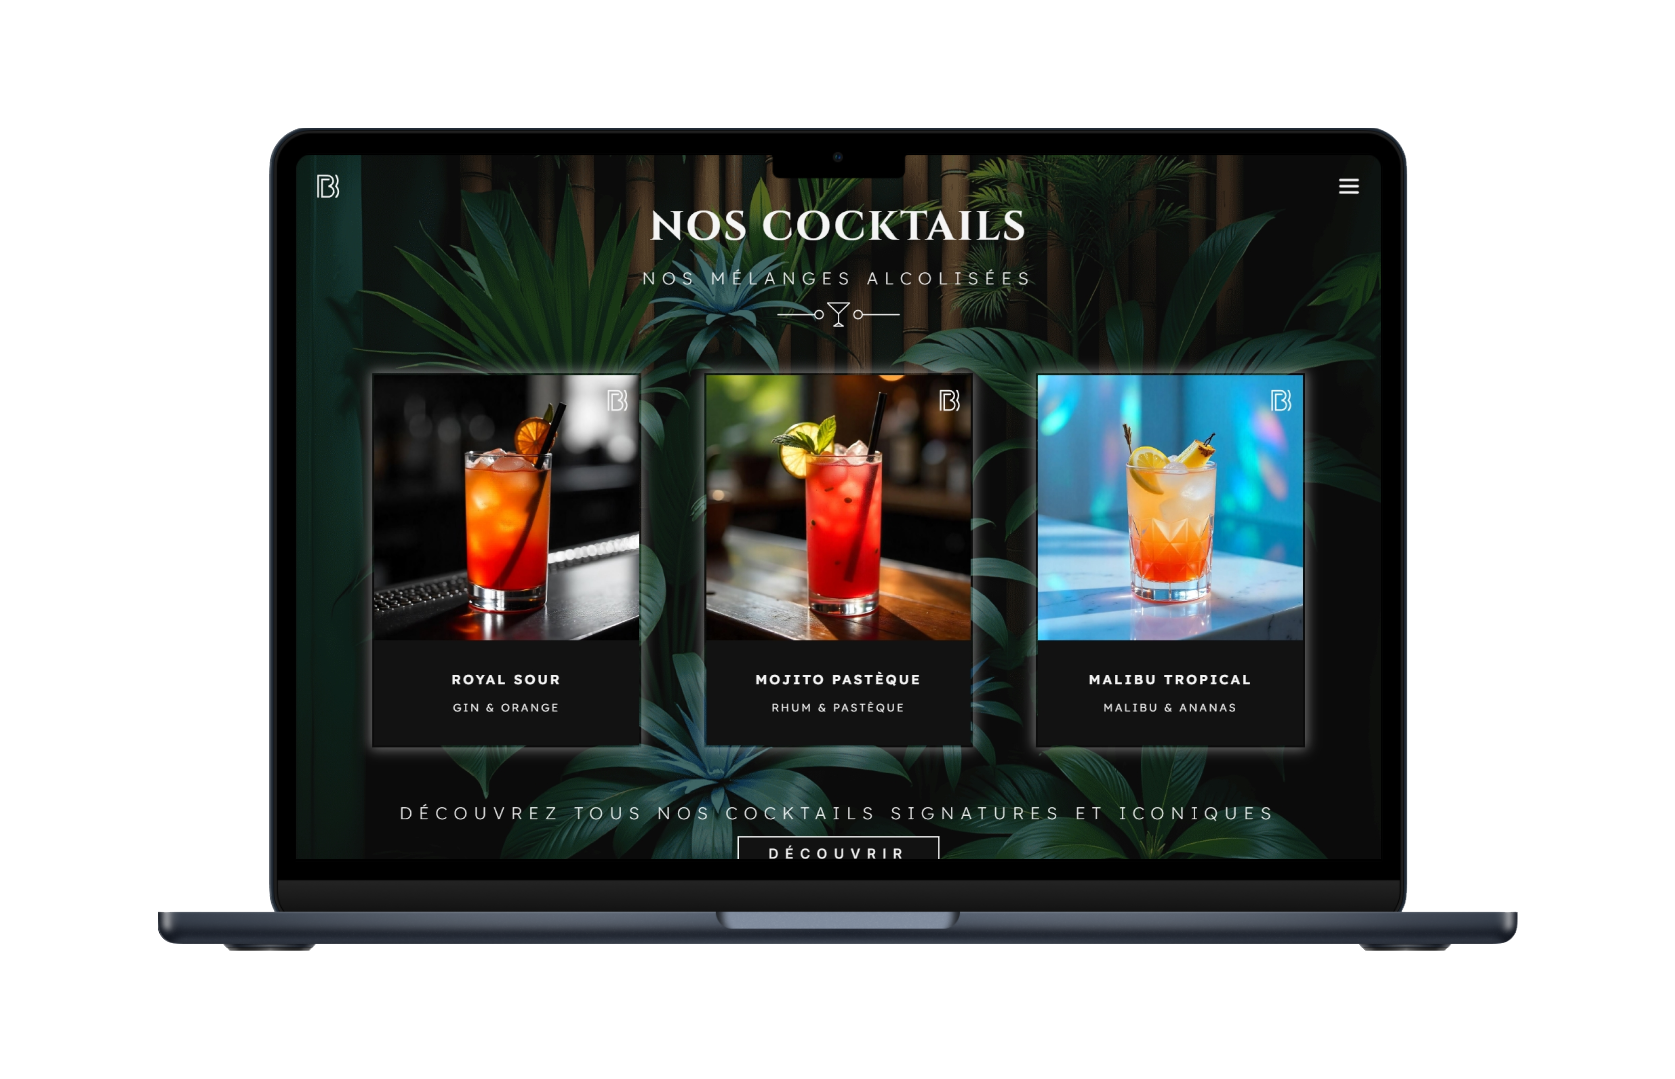 NOS COCKTAILS
NOS MÉLANGES ALCOLISÉES
ROYAL SOUR
GIN & ORANGE
MOJITO PASTÈQUE
RHUM & PASTÈQUE
MALIBU TROPICAL
MALIBU & ANANAS
DÉCOUVREZ TOUS NOS COCKTAILS SIGNATURES ET ICONIQUES
DÉCOUVRIR